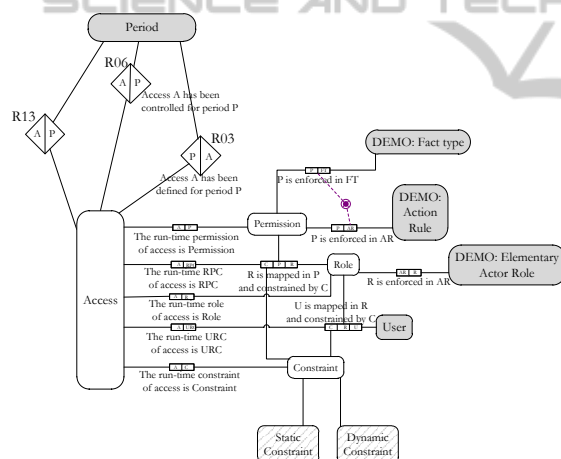 SCIENCE AND TECH
Period
R06
A P
Access A has been
controlled for period P
R13
A P
R03
P A
Access A has been
defined for period P
DEMO: Fact type
P FT
P is enforced in FT
DEMO:
Action
Rule
Permission
P AR
P is enforced in AR
A P
The run-time permission
of access is Permission
A RPC
The run-time RPC
of access is RPC
C P R
R is mapped in P
and constrained by C
Role
AR R
R is enforced in AR
DEMO: Elementary
Actor Role
Access
A R
The run-time role
of access is Role
U is mapped in R
and constrained by C
A URC
The run-time URC
of access is URC
C R U
User
A C
The run-time constraint
of access is Constraint
Constraint
Static
Constraint
Dynamic
Constraint